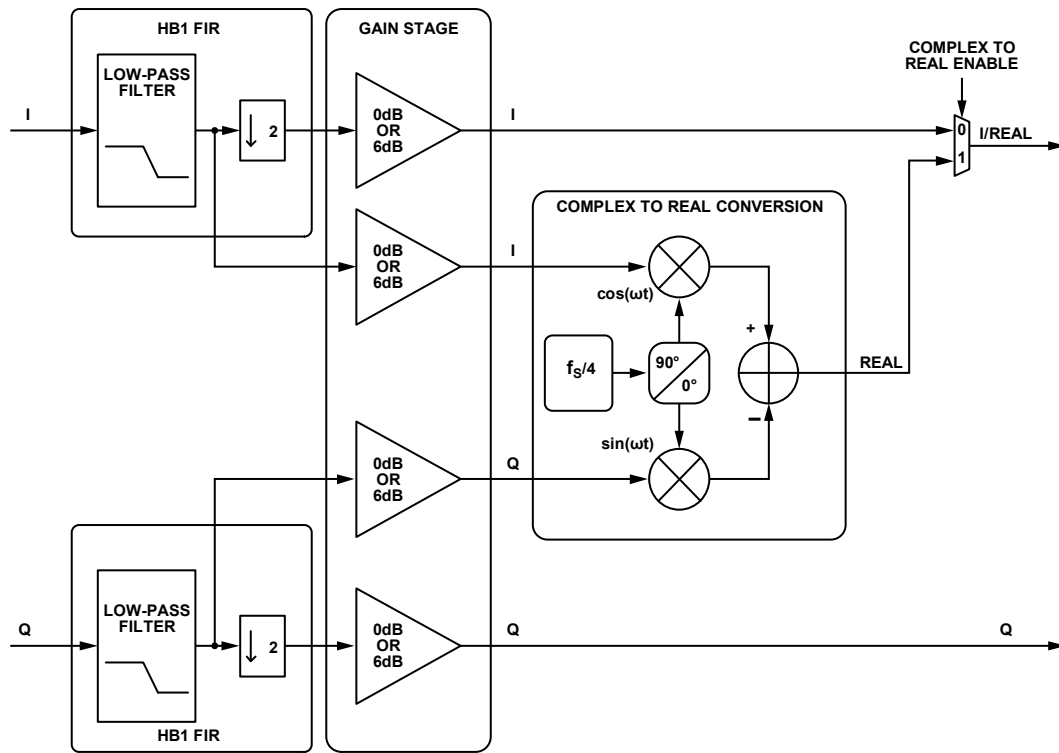 HB1 FIR
GAIN STAGE
COMPLEX TO
REAL ENABLE
LOW-PASS
FILTER
I
2
0dB
OR
6dB
I
0
1
I/REAL
COMPLEX TO REAL CONVERSION
0dB
OR
6dB
I
cos(ωt)
+
fS/4
90°
0°
REAL
–
sin(ωt)
0dB
OR
6dB
Q
LOW-PASS
FILTER
Q
2
0dB
OR
6dB
Q
Q
HB1 FIR